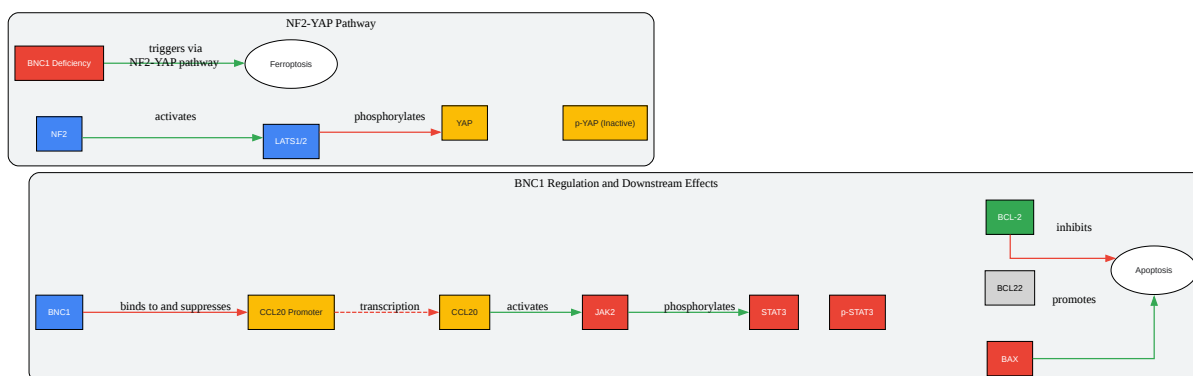 NF2-YAP Pathway
triggers via
NF2-YAP pathway
BNC1 Deficiency
Ferroptosis
activates
phosphorylates
NF2
LATS1/2
YAP
p-YAP (Inactive)
BNC1 Regulation and Downstream Effects
BCL-2
inhibits
Apoptosis
BCL22
promotes
BNC1
binds to and suppresses
CCL20 Promoter
transcription
CCL20
activates
JAK2
phosphorylates
STAT3
p-STAT3
BAX